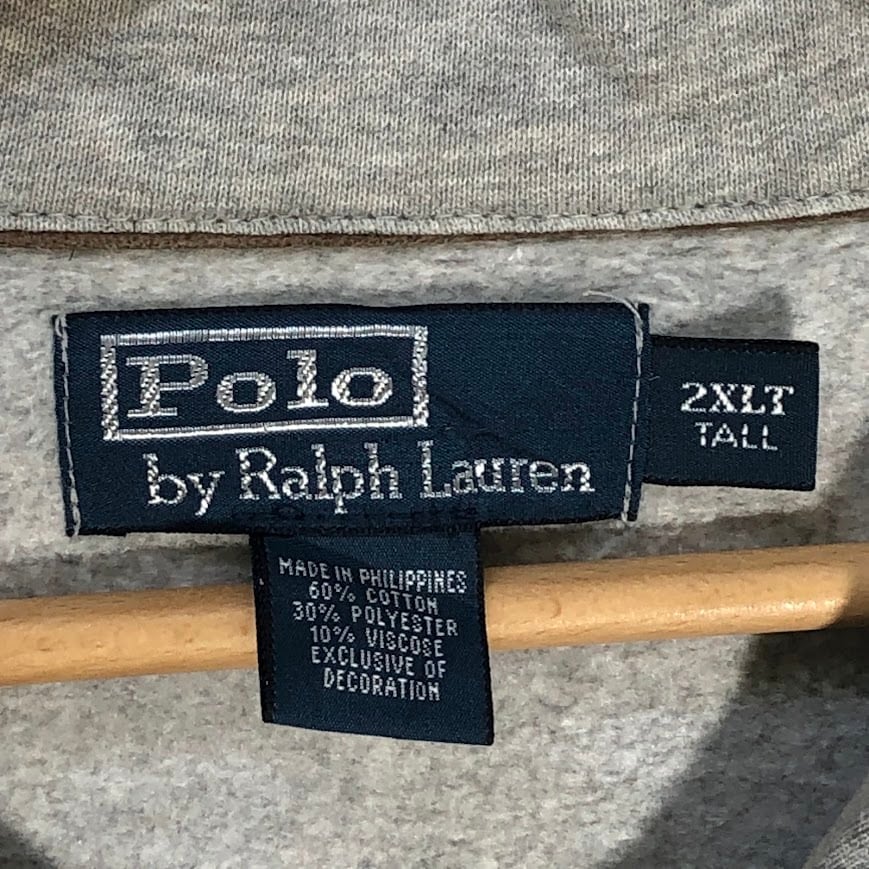 Polo
by Ralph Lauren
2XLT
TALL
MADE IN PHILIPPINES
60% COTTON
30% POLYESTER
10% VISCOSE
EXCLUSIVE OF
DECORATION